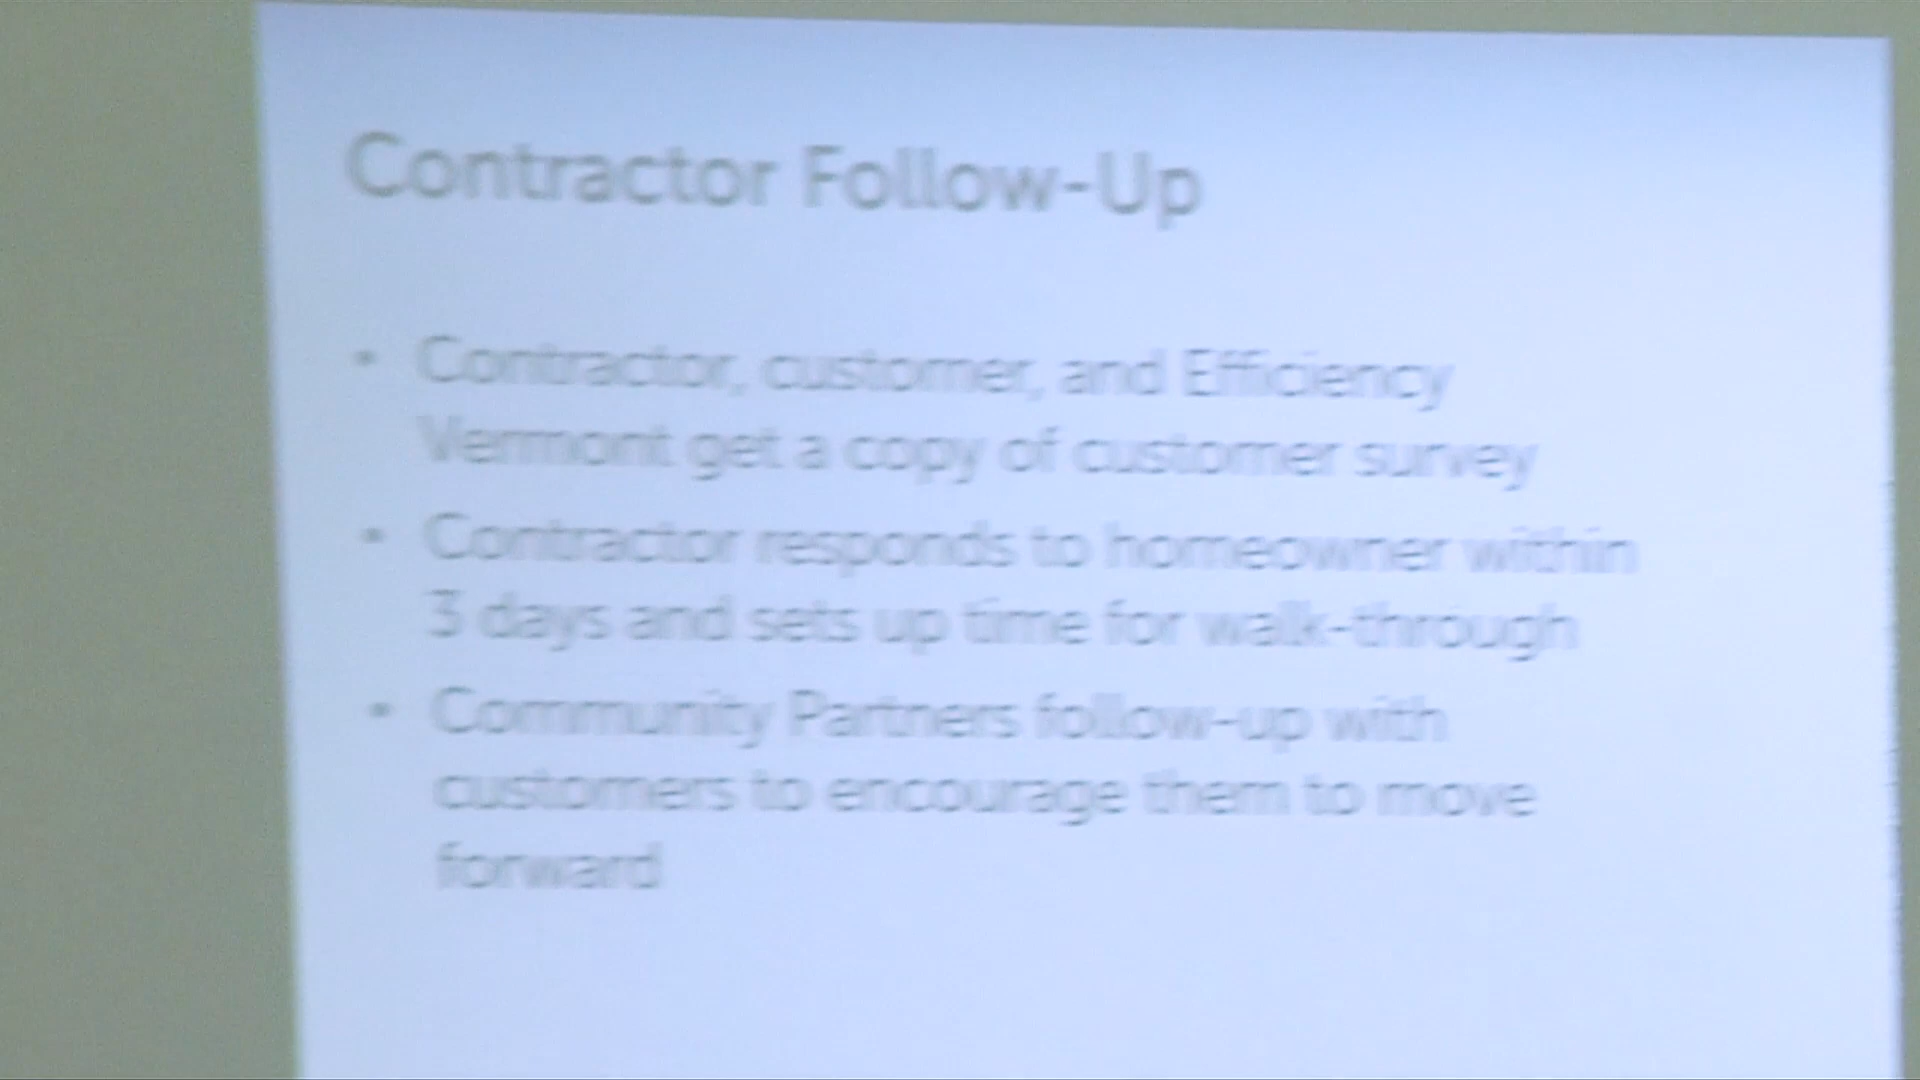 Contractor Follow-Up
• Contractor, customer, and Efficiency
Vermont get a copy of customer survey
• Contractor responds to homeowner within
3 days and sets up time for walk-through
• Community Partners follow-up with
customers to encourage them to move
forward